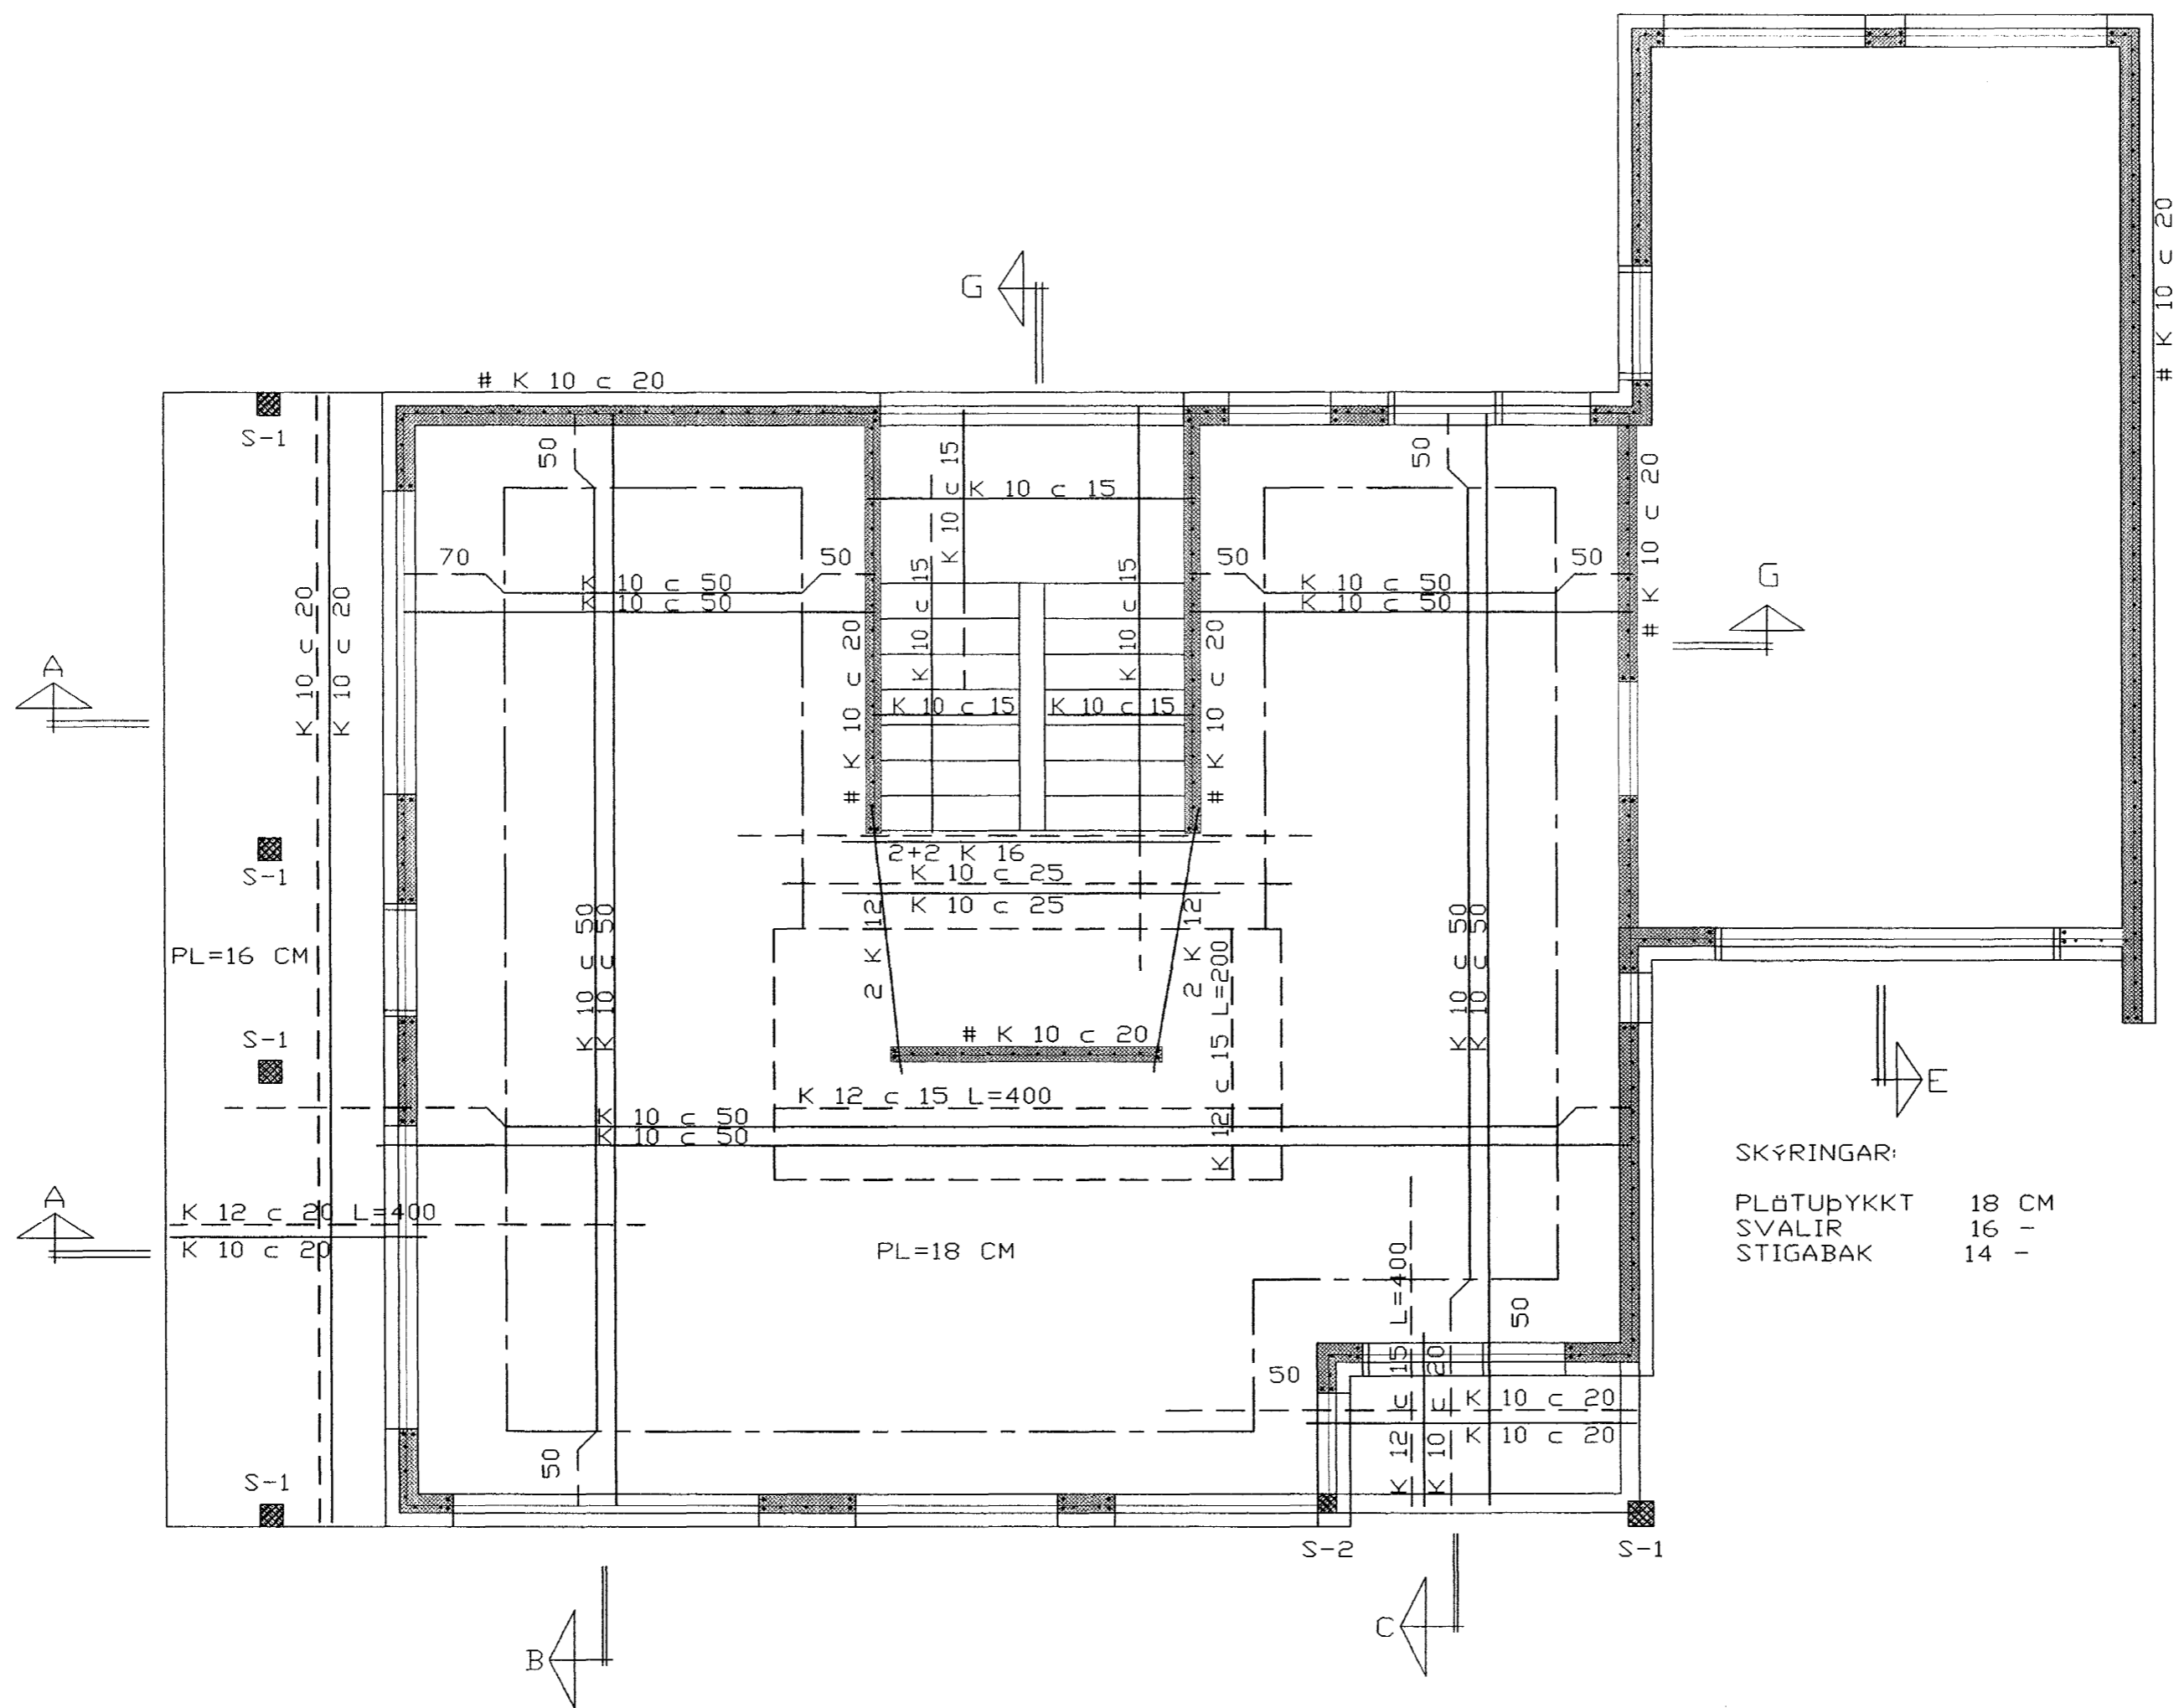 # K 10 c 20
G
# K 10 c 20
S-1
50
50
K 10 c 15
K 10 c 15
# K 10 c 20
70
50
50
50
K 10 c 50
K 10 c 50
K 10 c 50
K 10 c 50
G
K 10 c 20
K 10 c 20
K 10 c 15
K 10 c 15
A
# K 10 c 20
# K 10 c 20
K 10 c 15
K 10 c 15
S-1
2+2 K 16
K 10 c 25
K 10 c 25
2 K 12
2 K 12
PL=16 CM
K 10 c 50
K 10 c 50
K 10 c 50
K 10 c 50
K 12 c 15 L=200
S-1
# K 10 c 20
E
K 12 c 15 L=400
K 10 c 50
K 10 c 50
SKÝRINGAR:
A
K 12 c 20 L=400
K 10 c 20
PL=18 CM
PLÖTUÞYKKT 18 CM
SVALIR 16 -
STIGABAK 14 -
50
50
K 12 c 15 L=400
K 10 c 20
K 10 c 20
K 10 c 20
50
S-1
S-2
S-1
C
B